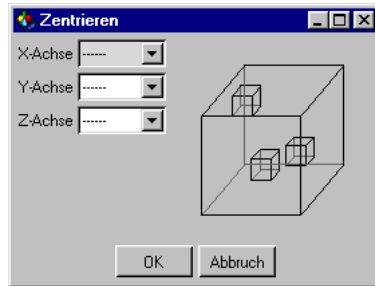 Zentrieren
X-Achse ------
Y-Achse ------
Z-Achse ------
OK Abbruch